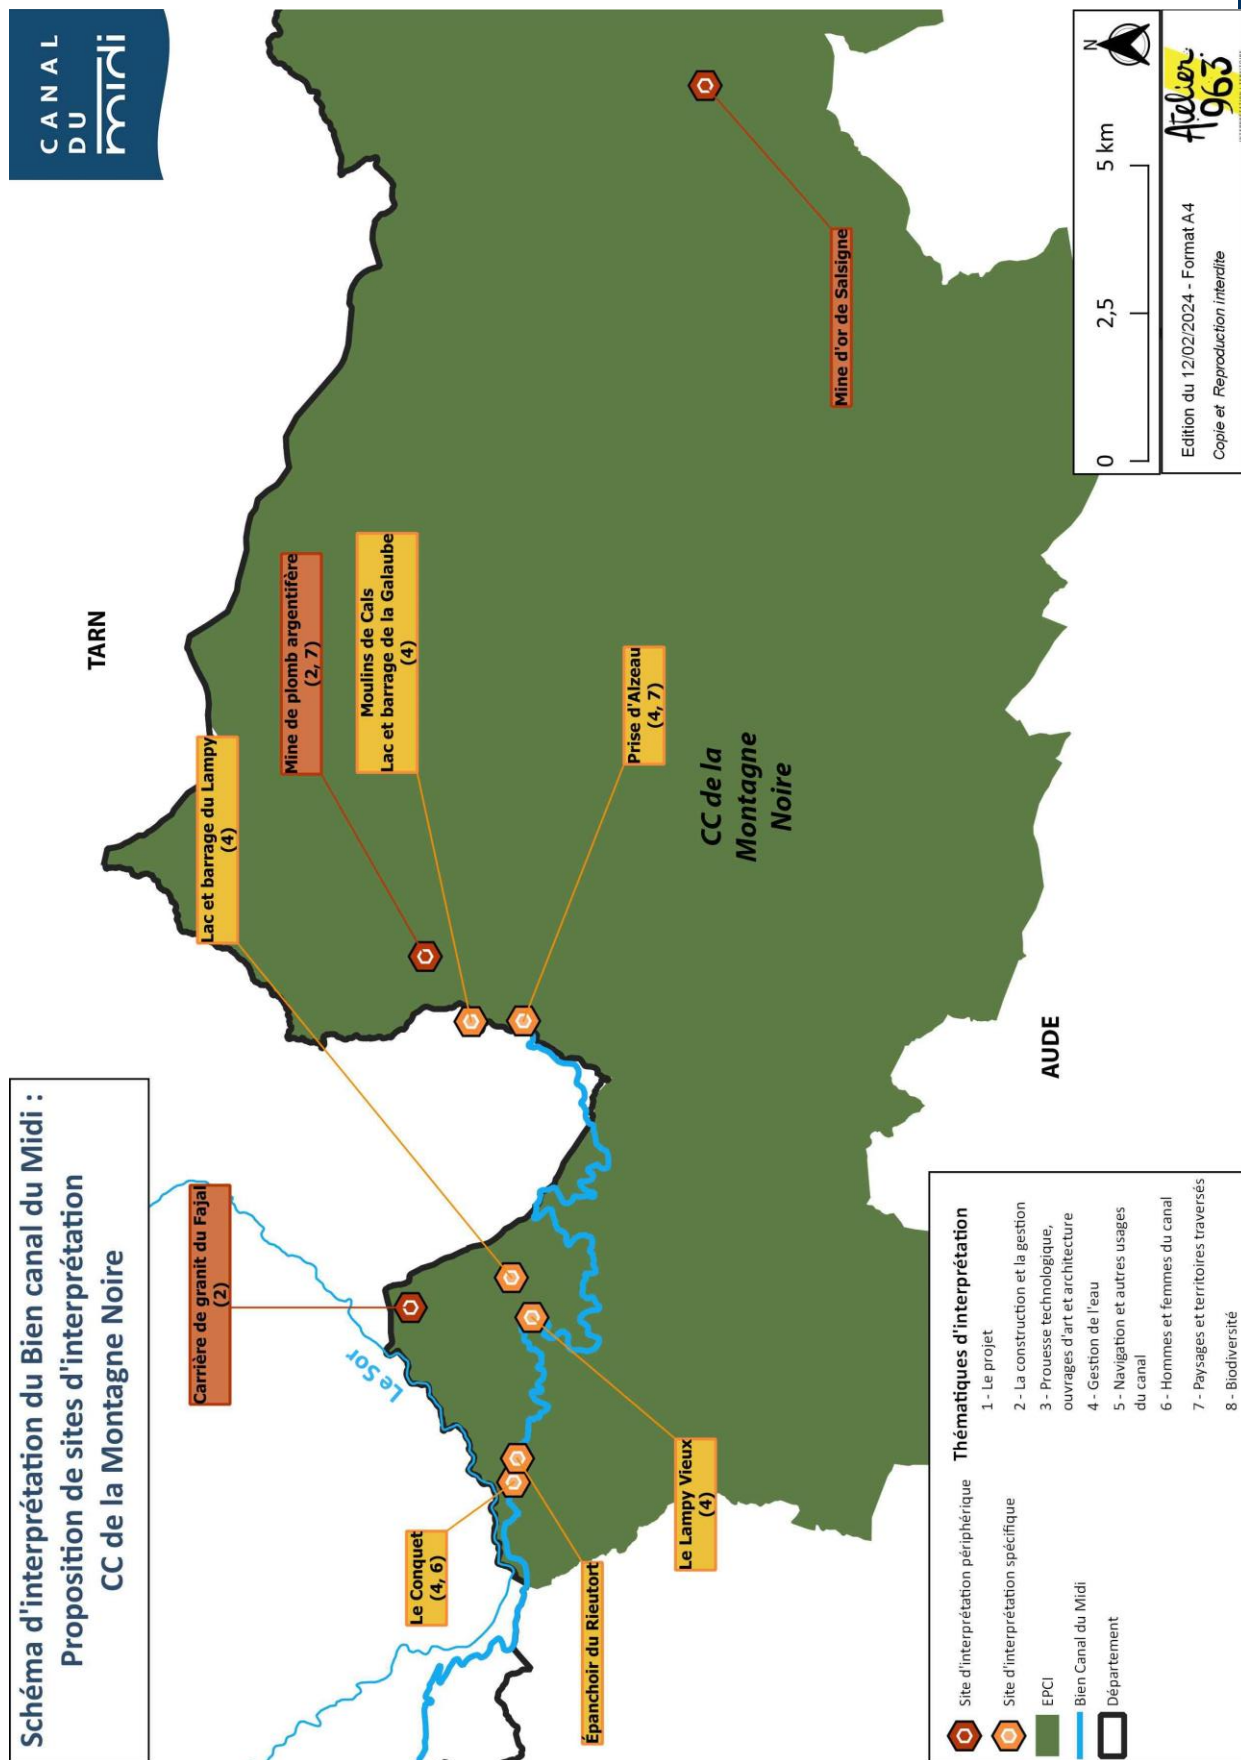 Schéma d'interprétation du Bien canal du Midi :
Proposition de sites d'interprétation
CC de la Montagne Noire
CANAL
DU
midi
TARN
Carrière de granit du Fajal
(2)
Lac et barrage du Lampy
(4)
Mine de plomb argentifère
(2, 7)
Moulins de Cals
Lac et barrage de la Galaube
(4)
Le Sor
Le Conquet
(4, 6)
Épanchoir du Rieutort
Le Lampy Vieux
(4)
Prise d'Alzeau
(4, 7)
CC de la
Montagne
Noire
Mine d'or de Salsigne
AUDE
Site d'interprétation périphérique
Site d'interprétation spécifique
EPCI
Bien Canal du Midi
Département
Thématiques d'interprétation
1 - Le projet
2 - La construction et la gestion
3 - Prouesse technologique,
ouvrages d'art et architecture
4 - Gestion de l'eau
5 - Navigation et autres usages
du canal
6 - Hommes et femmes du canal
7 - Paysages et territoires traversés
8 - Biodiversité
0 2,5 5 km
N
Edition du 12/02/2024 - Format A4
Copie et Reproduction interdite
Atelier
963